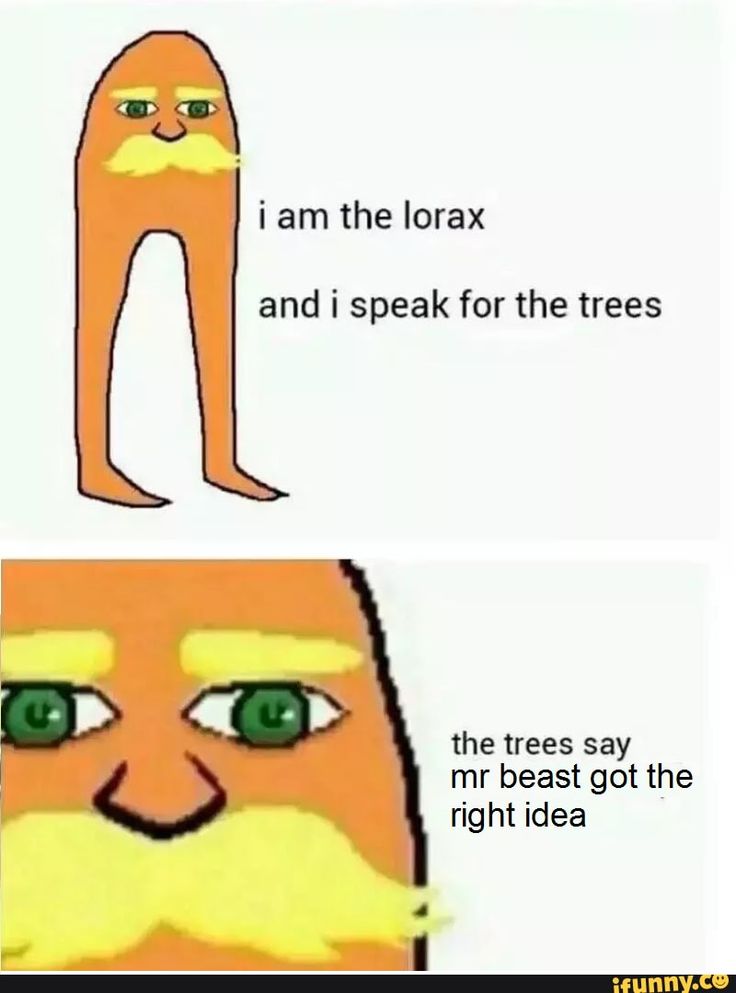 i am the lorax
and i speak for the trees
the trees say
mr beast got the
right idea
ifunny.co